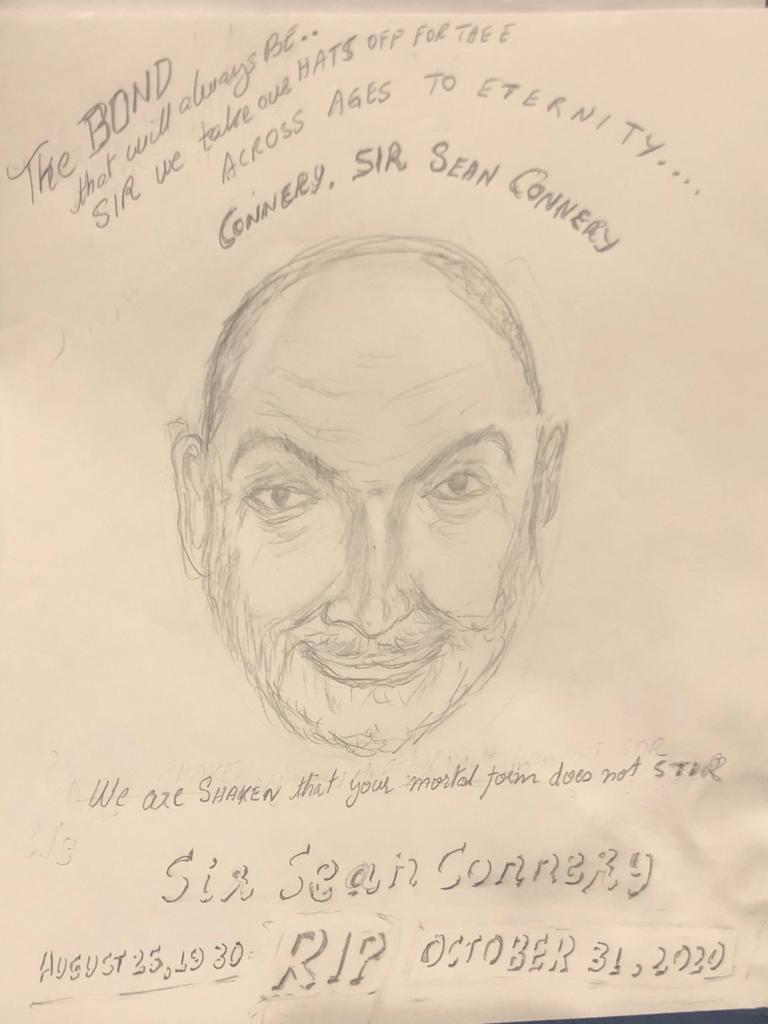 The BOND
that will always BE..
SIR we take our HATS OFF FOR THEE
ACROSS AGES TO ETERNITY....
CONNERY. SIR SEAN CONNERY
We are SHAKEN that your mortal form does not STIR
Sir Sean Connery
AUGUST 25, 1930 RIP OCTOBER 31, 2020